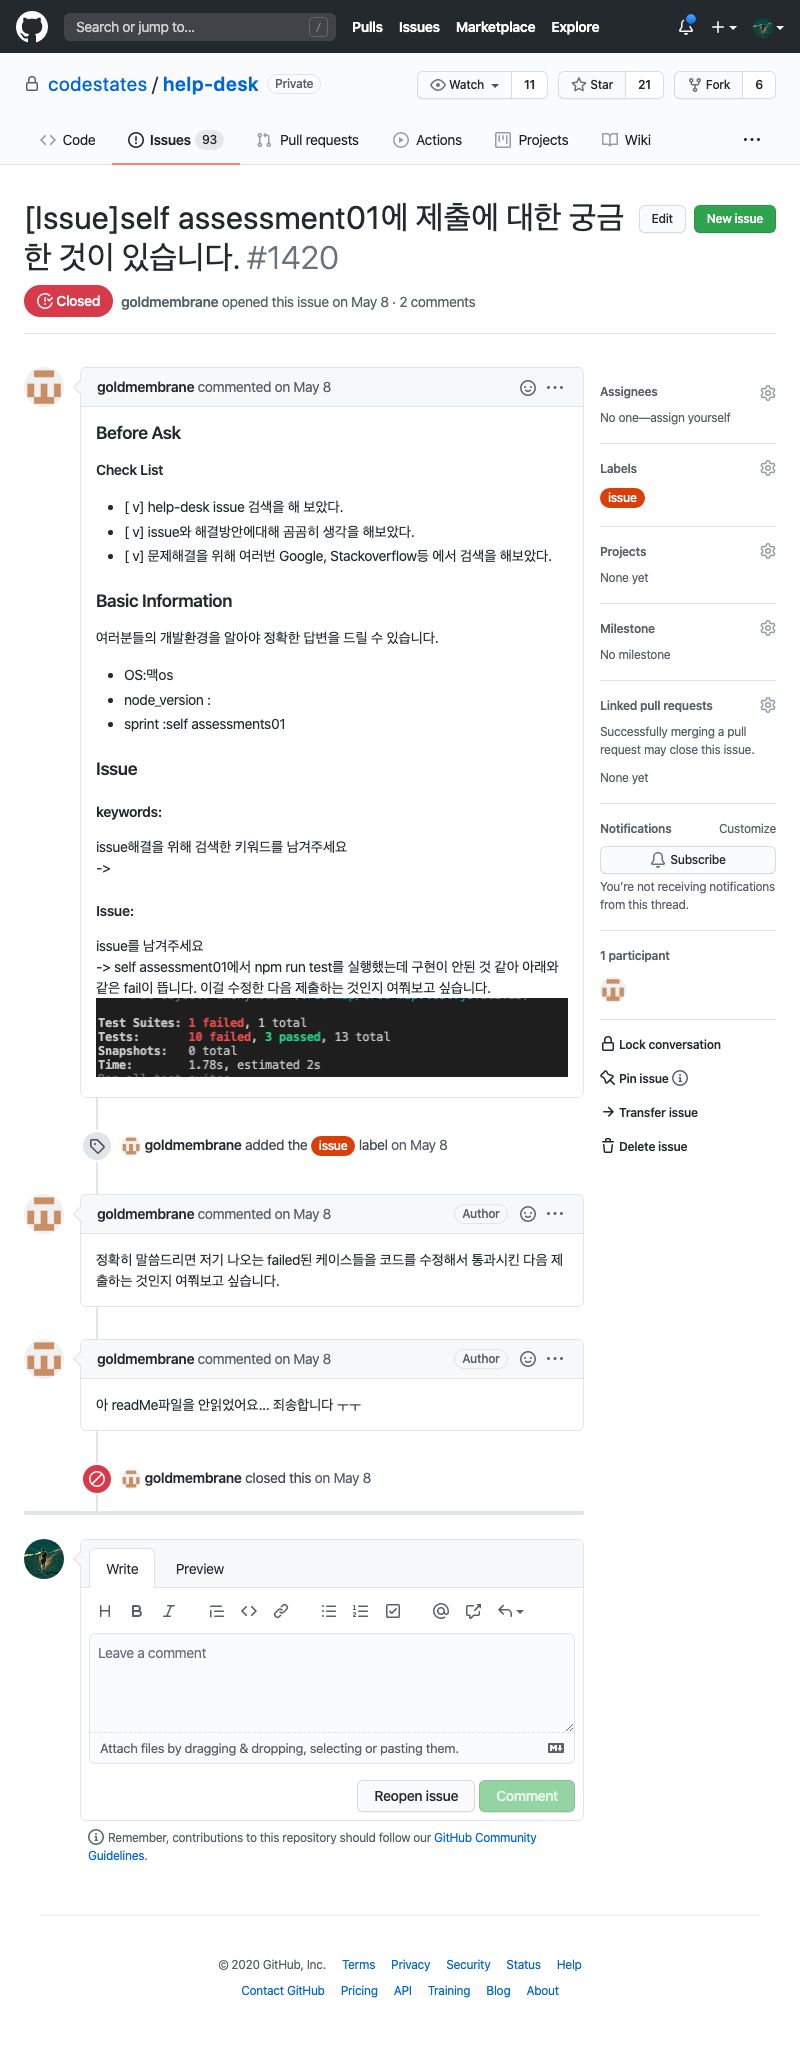 Search or jump to... /
Pulls Issues Marketplace Explore
codestates / help-desk Private
Watch 11 Star 21 Fork 6
Code Issues 93 Pull requests Actions Projects Wiki ...
[Issue]self assessment01에 제출에 대한 궁금
한 것이 있습니다. #1420
Edit New issue
Closed goldmembrane opened this issue on May 8 · 2 comments
goldmembrane commented on May 8
Before Ask
Check List
• [ v] help-desk issue 검색을 해 보았다.
• [ v] issue와 해결방안에대해 곰곰히 생각을 해보았다.
• [ v] 문제해결을 위해 여러번 Google, Stackoverflow등 에서 검색을 해보았다.
Basic Information
여러분들의 개발환경을 알아야 정확한 답변을 드릴 수 있습니다.
• OS:맥os
• node_version :
• sprint :self assessments01
Issue
keywords:
issue해결을 위해 검색한 키워드를 남겨주세요
->
Issue:
issue를 남겨주세요
-> self assessment01에서 npm run test를 실행했는데 구현이 안된 것 같아 아래와
같은 fail이 뜹니다. 이걸 수정한 다음 제출하는 것인지 여쭤보고 싶습니다.
Test Suites: 1 failed, 1 total
Tests: 10 failed, 3 passed, 13 total
Snapshots: 0 total
Time: 1.78s, estimated 2s
goldmembrane added the issue label on May 8
goldmembrane commented on May 8 Author
정확히 말씀드리면 저기 나오는 failed된 케이스들을 코드를 수정해서 통과시킨 다음 제
출하는 것인지 여쭤보고 싶습니다.
goldmembrane commented on May 8 Author
아 readMe파일을 안읽었어요... 죄송합니다 ㅜㅜ
goldmembrane closed this on May 8
Write Preview
H B I
Leave a comment
Attach files by dragging & dropping, selecting or pasting them.
Reopen issue Comment
Remember, contributions to this repository should follow our GitHub Community
Guidelines.
Assignees
No one—assign yourself
Labels
issue
Projects
None yet
Milestone
No milestone
Linked pull requests
Successfully merging a pull
request may close this issue.
None yet
Notifications Customize
Subscribe
You're not receiving notifications
from this thread.
1 participant
Lock conversation
Pin issue
Transfer issue
Delete issue
© 2020 GitHub, Inc. Terms Privacy Security Status Help
Contact GitHub Pricing API Training Blog About